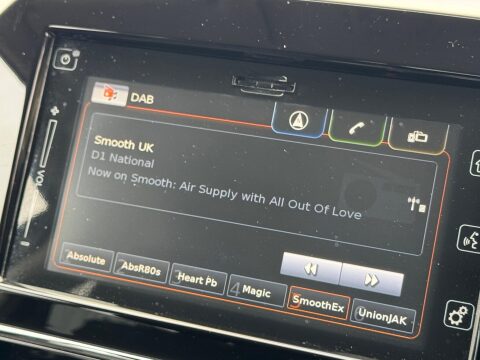 DAB
Smooth UK
D1 National
Now on Smooth: Air Supply with All Out Of Love
VOL
Absolute
AbsR80s
Heart Pb
4 Magic
SmoothEx
UnionJAK